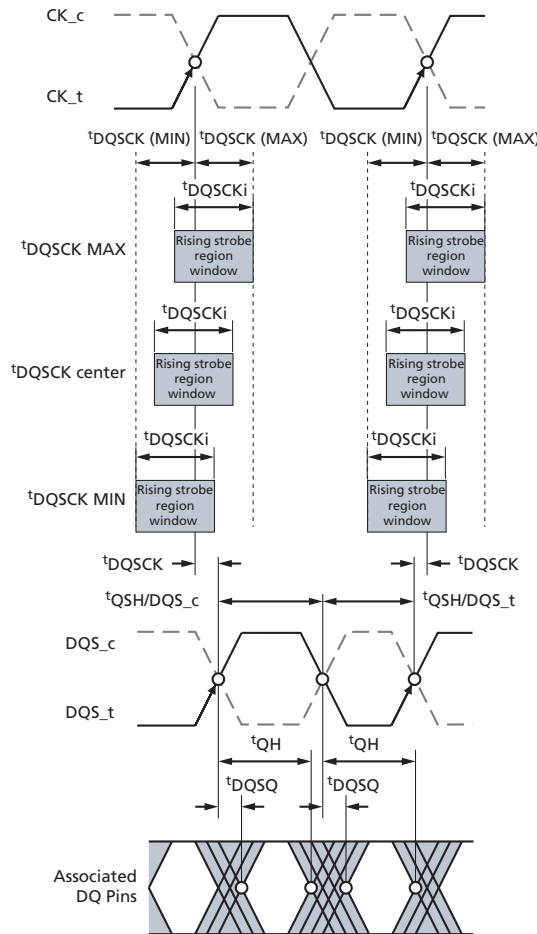 CK_c
CK_t
tDQSCK (MIN) tDQSCK (MAX) tDQSCK (MIN) tDQSCK (MAX)
tDQSCKi tDQSCKi
tDQSCK MAX
Rising strobe
region
window
Rising strobe
region
window
tDQSCKi tDQSCKi
tDQSCK center
Rising strobe
region
window
Rising strobe
region
window
tDQSCKi tDQSCKi
tDQSCK MIN
Rising strobe
region
window
Rising strobe
region
window
tDQSCK tDQSCK
tQSH/DQS_c tQSH/DQS_t
DQS_c
DQS_t
tQH tQH
tDQSQ tDQSQ
Associated
DQ Pins